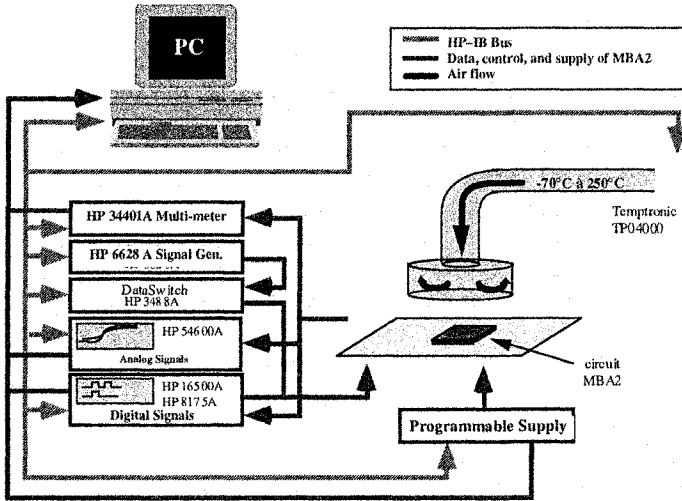 PC
HP-IB Bus
Data, control, and supply of MBA2
Air flow
-70°C à 250°C
Temptronic
TP04000
HP 34401A Multi-meter
HP 6628 A Signal Gen.
DataSwitch
HP 3488A
HP 54600A
Analog Signals
HP 16500A
HP 8175A
Digital Signals
circuit
MBA2
Programmable Supply